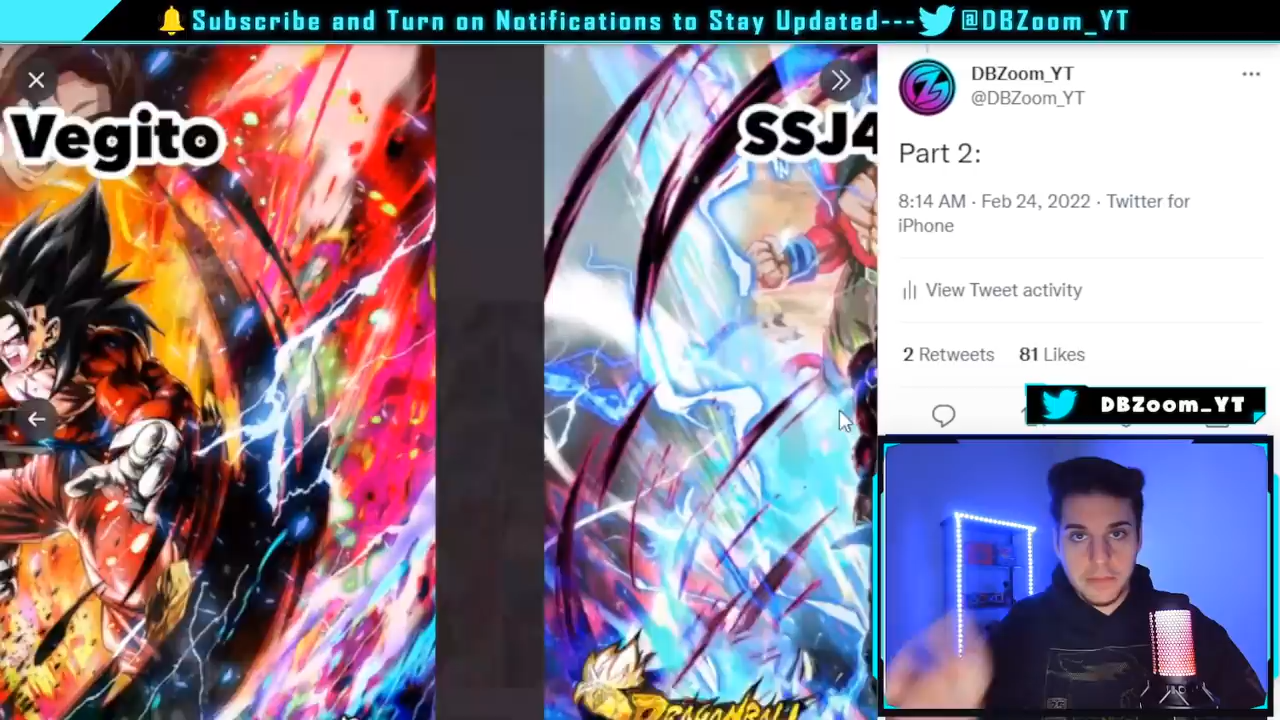 Subscribe and Turn on Notifications to Stay Updated---
@DBZoom_YT
Vegito
SSJ4
DBZoom_YT
@DBZoom_YT
Part 2:
8:14 AM · Feb 24, 2022 · Twitter for
iPhone
View Tweet activity
2 Retweets 81 Likes
DBZoom_YT
DRAGONBALL